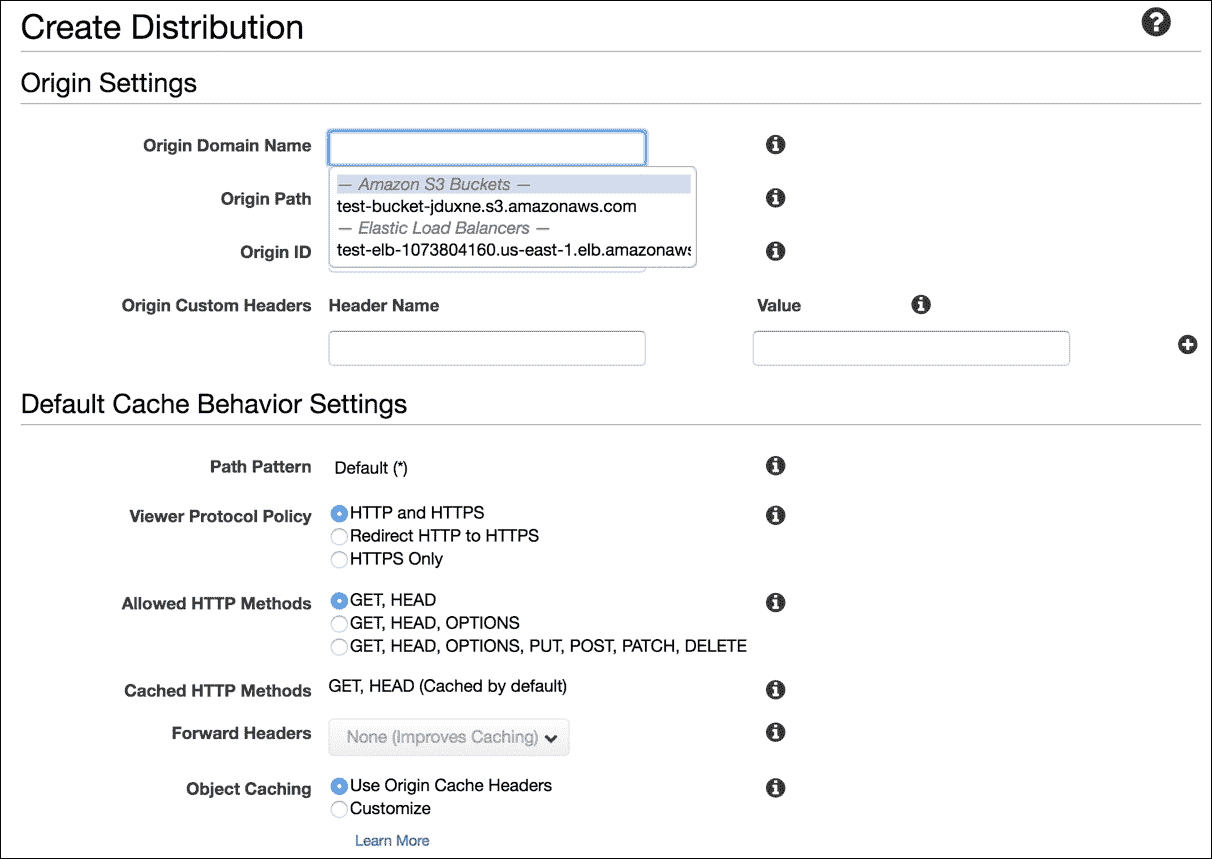 Create Distribution
Origin Settings
Origin Domain Name
— Amazon S3 Buckets —
Origin Path
test-bucket-jduxne.s3.amazonaws.com
— Elastic Load Balancers —
Origin ID
test-elb-1073804160.us-east-1.elb.amazonaws
Origin Custom Headers Header Name Value
Default Cache Behavior Settings
Path Pattern Default (*)
Viewer Protocol Policy HTTP and HTTPS
Redirect HTTP to HTTPS
HTTPS Only
Allowed HTTP Methods GET, HEAD
GET, HEAD, OPTIONS
GET, HEAD, OPTIONS, PUT, POST, PATCH, DELETE
Cached HTTP Methods GET, HEAD (Cached by default)
Forward Headers None (Improves Caching)
Object Caching Use Origin Cache Headers
Customize
Learn More